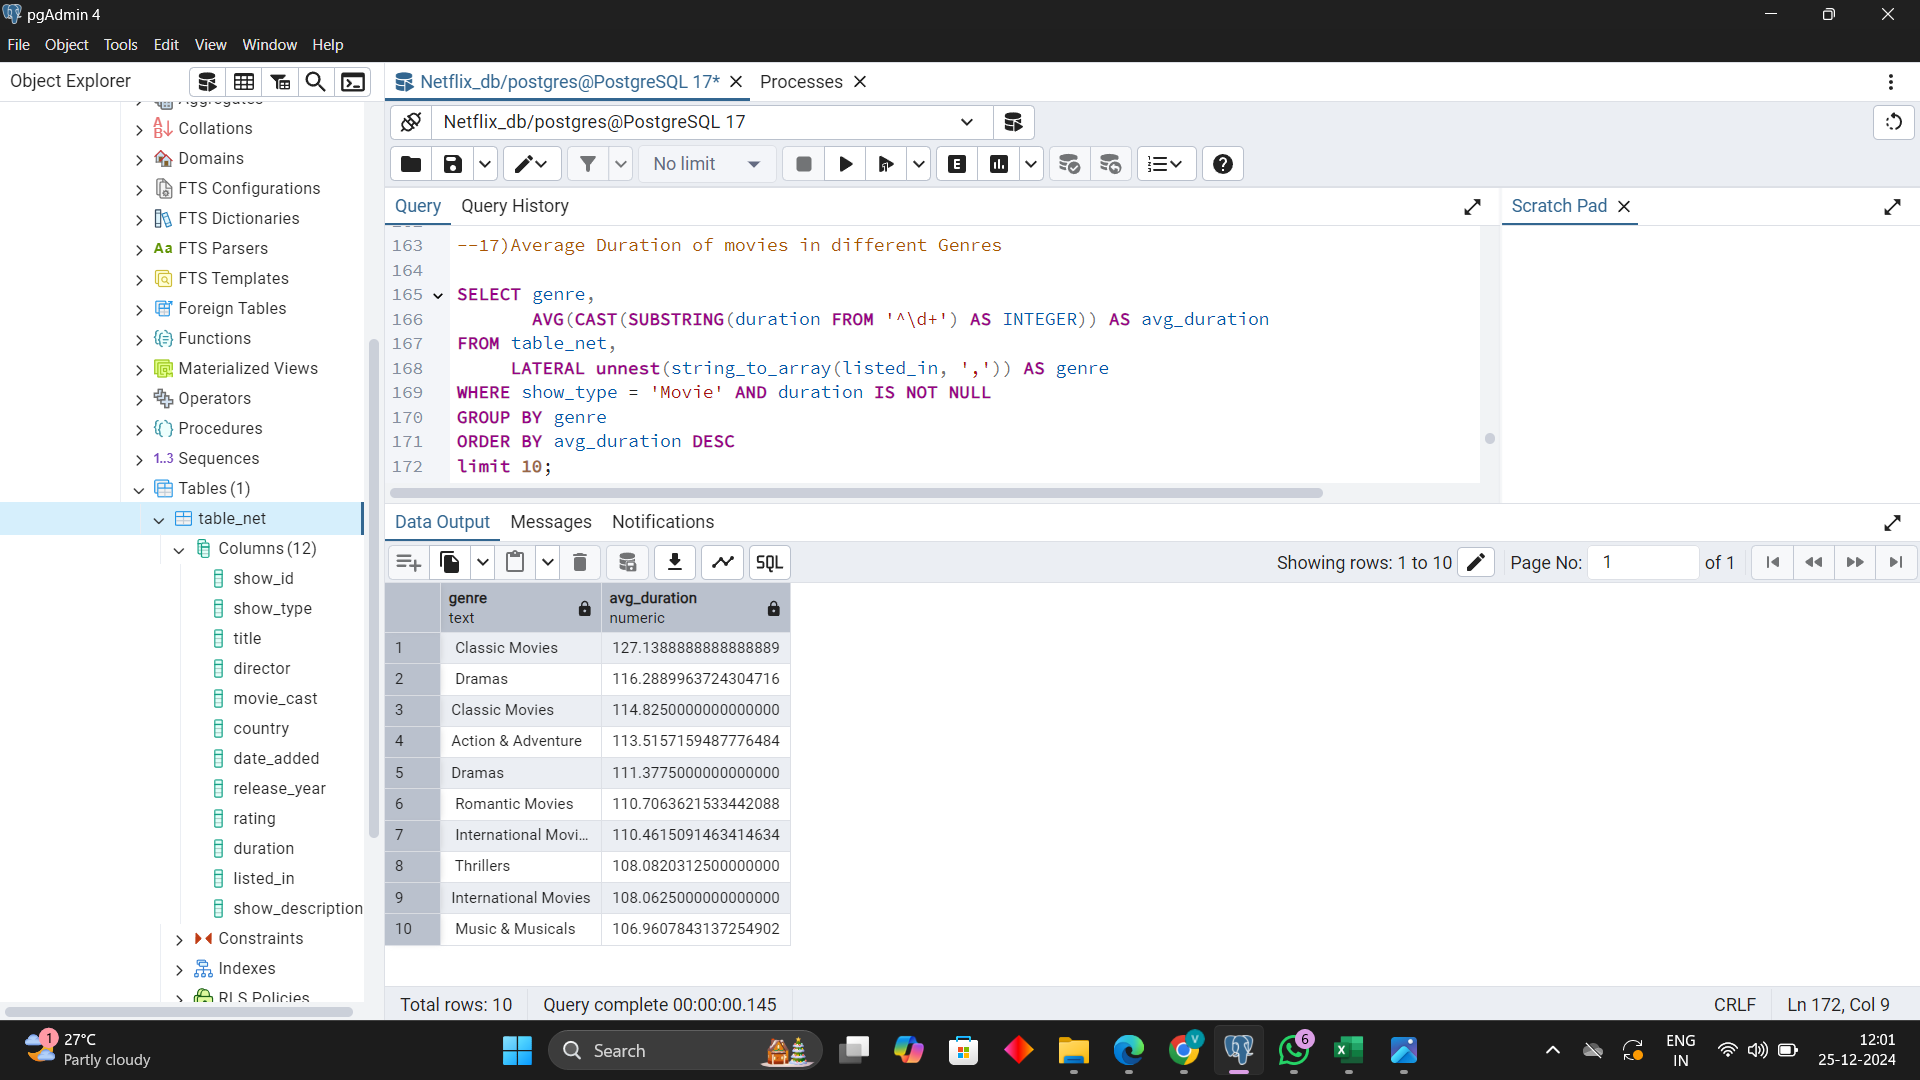 pgAdmin 4
File Object Tools Edit View Window Help
Object Explorer
Netflix_db/postgres@PostgreSQL 17*
Processes
Aggregates
Collations
Domains
FTS Configurations
FTS Dictionaries
Aa FTS Parsers
FTS Templates
Foreign Tables
Functions
Materialized Views
Operators
Procedures
1..3 Sequences
Tables (1)
table_net
Columns (12)
show_id
show_type
title
director
movie_cast
country
date_added
release_year
rating
duration
listed_in
show_description
Constraints
Indexes
RLS Policies
Netflix_db/postgres@PostgreSQL 17
No limit
E
Query Query History
Scratch Pad
163 --17)Average Duration of movies in different Genres
164
165 SELECT genre,
166 AVG(CAST(SUBSTRING(duration FROM '^\d+') AS INTEGER)) AS avg_duration
167 FROM table_net,
168 LATERAL unnest(string_to_array(listed_in, ',')) AS genre
169 WHERE show_type = 'Movie' AND duration IS NOT NULL
170 GROUP BY genre
171 ORDER BY avg_duration DESC
172 limit 10;
Data Output Messages Notifications
SQL
Showing rows: 1 to 10
Page No: 1 of 1
genre text avg_duration numeric
1 Classic Movies 127.1388888888888889
2 Dramas 116.2889963724304716
3 Classic Movies 114.8250000000000000
4 Action & Adventure 113.5157159487776484
5 Dramas 111.3775000000000000
6 Romantic Movies 110.7063621533442088
7 International Movi... 110.4615091463414634
8 Thrillers 108.0820312500000000
9 International Movies 108.0625000000000000
10 Music & Musicals 106.9607843137254902
Total rows: 10 Query complete 00:00:00.145
CRLF Ln 172, Col 9
1
27°C
Partly cloudy
Search
V
6
ENG
IN
12:01
25-12-2024